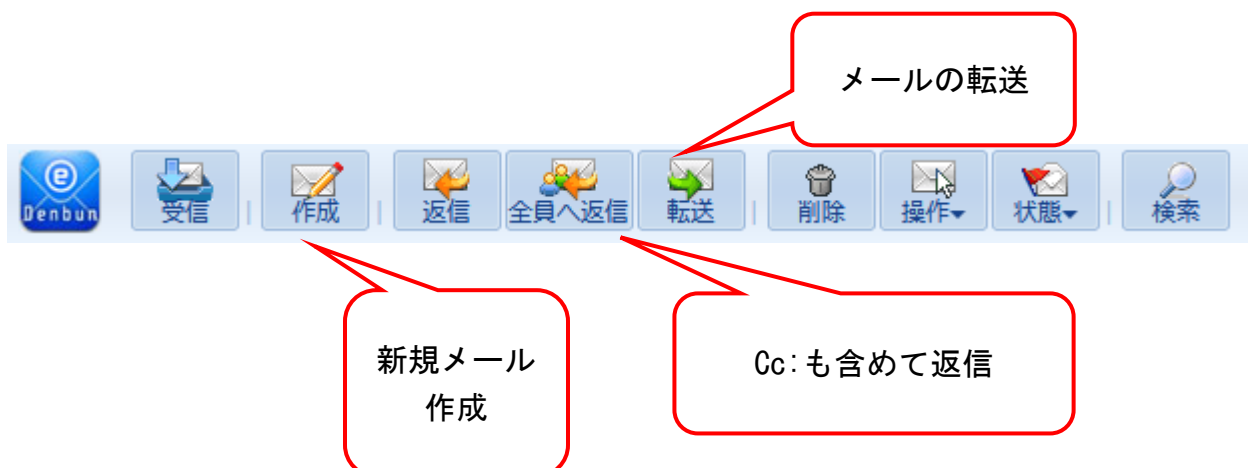 メールの転送
e
Denbun
受信
作成
返信
全員へ返信
転送
削除
操作▼
状態▼
検索
新規メール
作成
Cc:も含めて返信